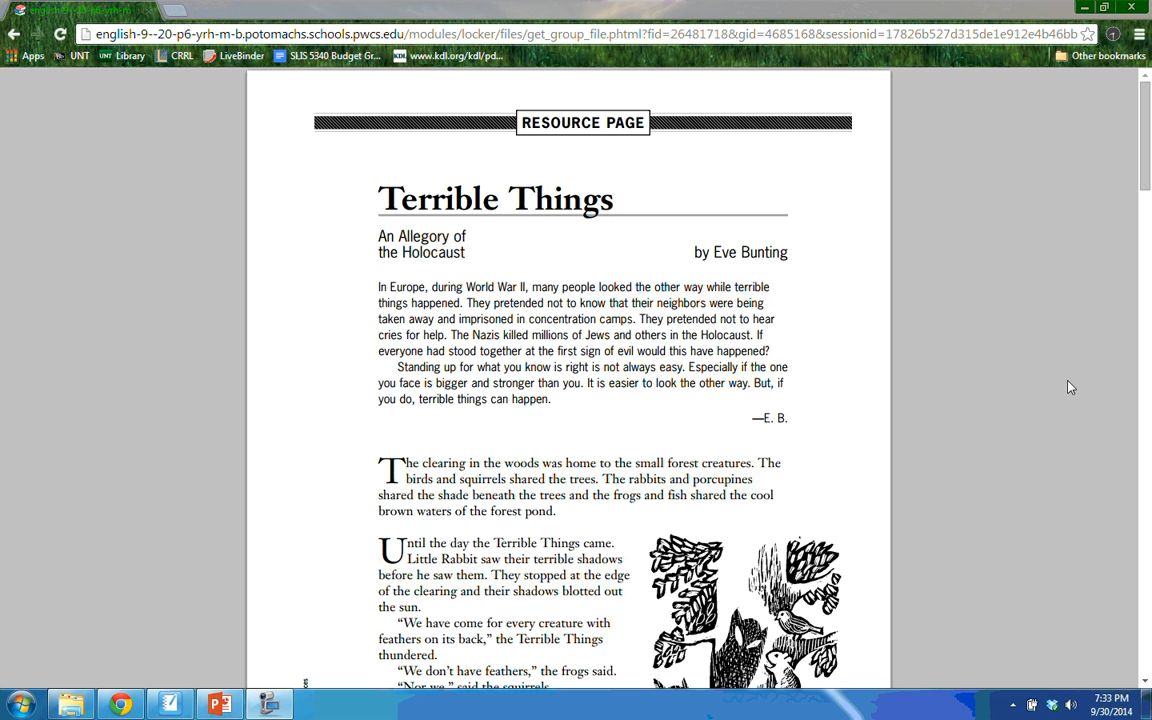 english-9--20-p6-yrh-m
english-9--20-p6-yrh-m-b.potomachs.schools.pwcs.edu/modules/locker/files/get_group_file.phtml?fid=26481718&gid=4685168&sessionid=17826b527d315de1e912e4b46bb
Apps UNT Library CRRL LiveBinder SLIS 5340 Budget Gr... KDL www.kdl.org/kdl/pd... Other bookmarks
RESOURCE PAGE
Terrible Things
An Allegory of
the Holocaust by Eve Bunting
In Europe, during World War II, many people looked the other way while terrible
things happened. They pretended not to know that their neighbors were being
taken away and imprisoned in concentration camps. They pretended not to hear
cries for help. The Nazis killed millions of Jews and others in the Holocaust. If
everyone had stood together at the first sign of evil would this have happened?
Standing up for what you know is right is not always easy. Especially if the one
you face is bigger and stronger than you. It is easier to look the other way. But, if
you do, terrible things can happen.
—E. B.
The clearing in the woods was home to the small forest creatures. The
birds and squirrels shared the trees. The rabbits and porcupines
shared the shade beneath the trees and the frogs and fish shared the cool
brown waters of the forest pond.
Until the day the Terrible Things came.
Little Rabbit saw their terrible shadows
before he saw them. They stopped at the edge
of the clearing and their shadows blotted out
the sun.
“We have come for every creature with
feathers on its back,” the Terrible Things
thundered.
“We don’t have feathers,” the frogs said.
“Nor we,” said the squirrels.
7:33 PM
9/30/2014